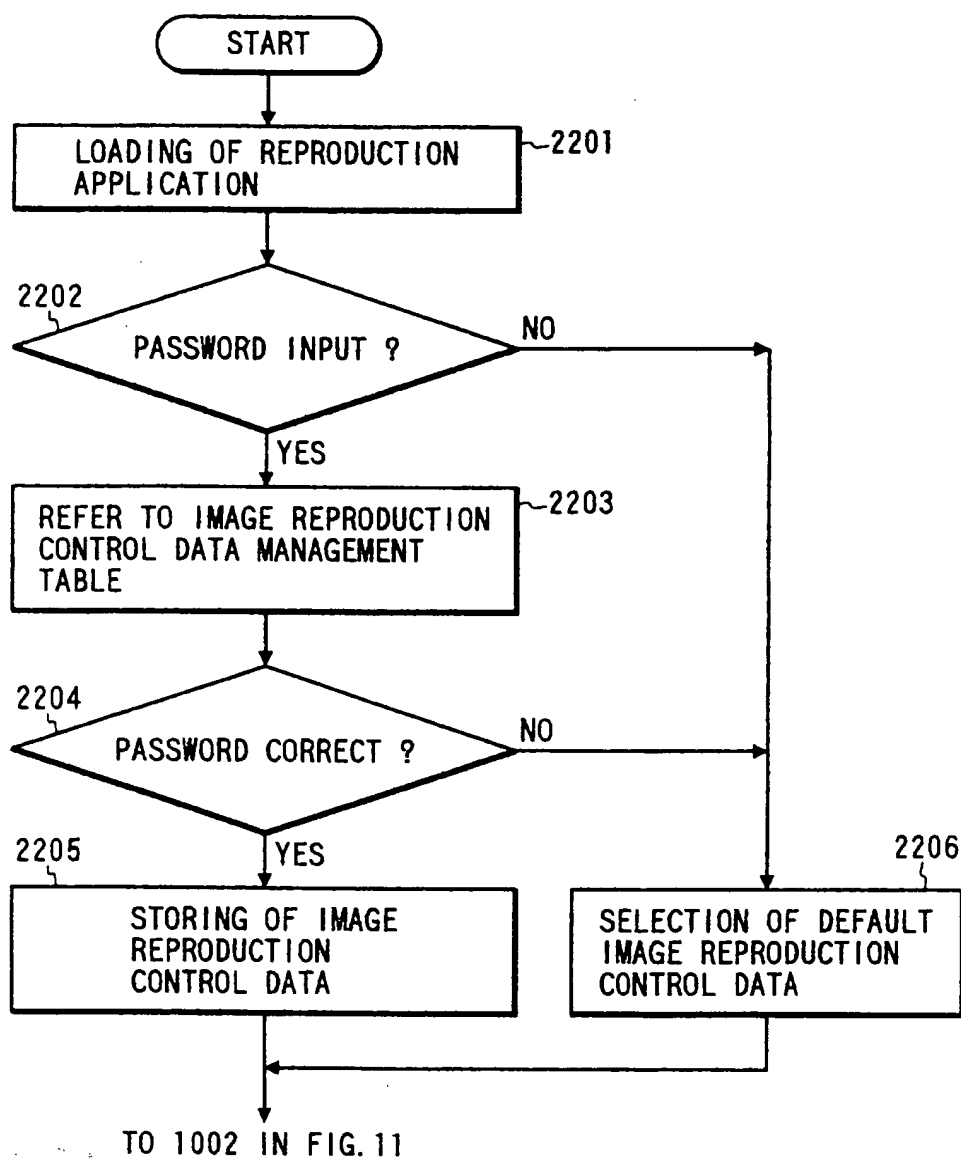 START
LOADING OF REPRODUCTION
APPLICATION
2201
2202
PASSWORD INPUT ?
NO
YES
REFER TO IMAGE REPRODUCTION
CONTROL DATA MANAGEMENT
TABLE
2203
2204
PASSWORD CORRECT ?
NO
YES
2205
STORING OF IMAGE
REPRODUCTION
CONTROL DATA
2206
SELECTION OF DEFAULT
IMAGE REPRODUCTION
CONTROL DATA
TO 1002 IN FIG. 11